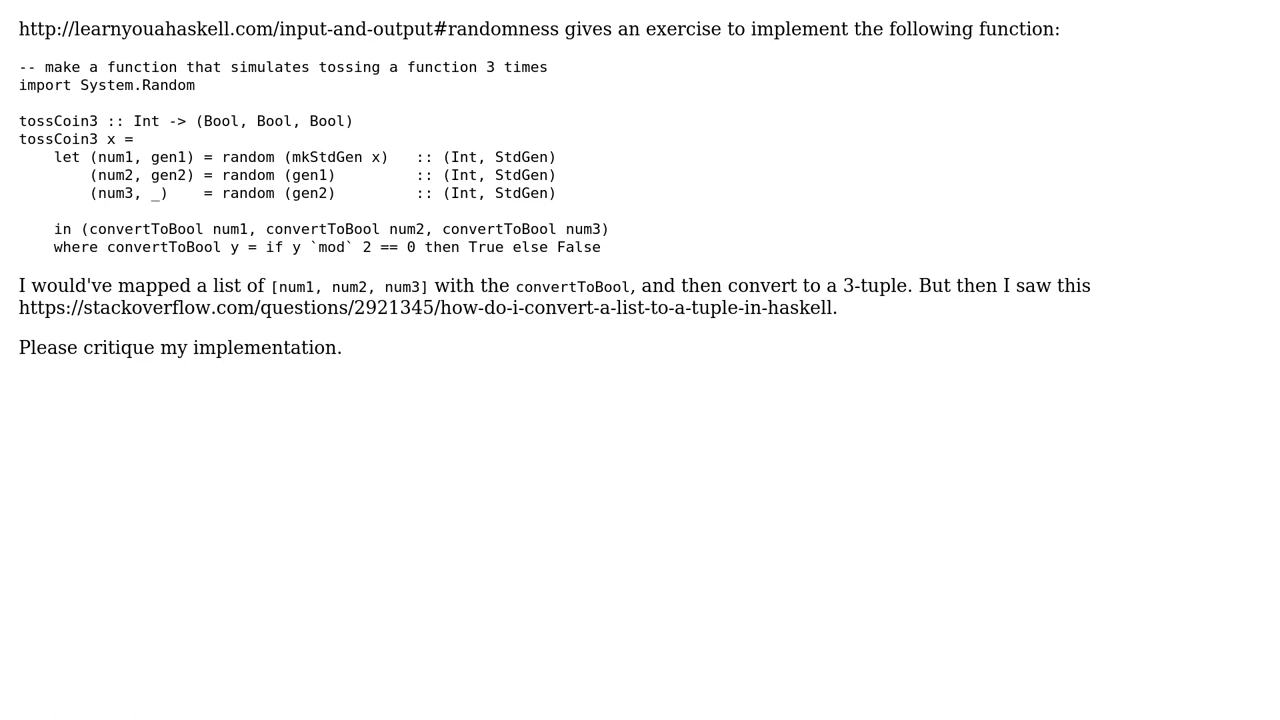 http://learnyouahaskell.com/input-and-output#randomness gives an exercise to implement the following function:
-- make a function that simulates tossing a function 3 times
import System.Random
tossCoin3 :: Int -> (Bool, Bool, Bool)
tossCoin3 x =
    let (num1, gen1) = random (mkStdGen x)   :: (Int, StdGen)
        (num2, gen2) = random (gen1)         :: (Int, StdGen)
        (num3, _)    = random (gen2)         :: (Int, StdGen)
    in (convertToBool num1, convertToBool num2, convertToBool num3)
    where convertToBool y = if y `mod` 2 == 0 then True else False
I would've mapped a list of [num1, num2, num3] with the convertToBool, and then convert to a 3-tuple. But then I saw this
https://stackoverflow.com/questions/2921345/how-do-i-convert-a-list-to-a-tuple-in-haskell.
Please critique my implementation.